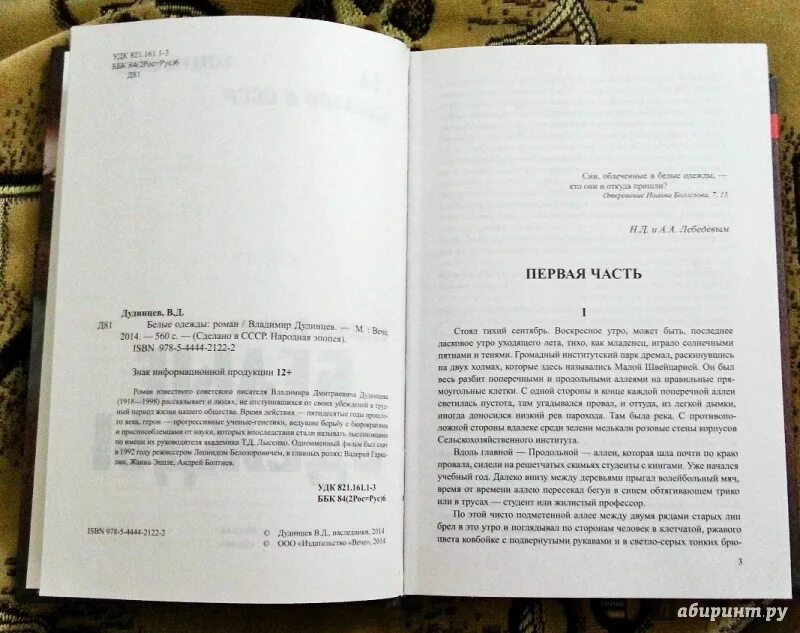 УДК 821.161.1-3
ББК 84(2Рос=Рус)6
Д81
Дудинцев, В.Д.
Д81 Белые одежды: роман / Владимир Дудинцев. — М. : Вече,
2014. — 560 с. — (Сделано в СССР. Народная эпопея).
ISBN 978-5-4444-2122-2
Знак информационной продукции 12+
Роман известного советского писателя Владимира Дмитриевича Дудинцева
(1918—1998) рассказывает о людях, не отступившихся от своих убеждений в труд-
ный период жизни нашего общества. Время действия — пятидесятые годы прошло-
го века, герои — прогрессивные ученые-генетики, ведущие борьбу с бюрократами
и приспособленцами от науки, которых впоследствии стали называть лысенковцами
по имени их руководителя академика Т.Д. Лысенко. Одноименный фильм был снят
в 1992 году режиссером Леонидом Белозоровичем, в главных ролях: Валерий Гарка-
лин, Жанна Эппле, Андрей Болтнев.
УДК 821.161.1-3
ББК 84(2Рос=Рус)6
ISBN 978-5-4444-2122-2
© Дудинцев В.Д., наследники, 2014
© ООО «Издательство «Вече», 2014
Сии, облеченные в белые одежды, —
кто они и откуда пришли?
Откровение Иоанна Богослова, 7, 13
Н.Д. и А.А. Лебедевым
ПЕРВАЯ ЧАСТЬ
I
Стоял тихий сентябрь. Воскресное утро, может быть, последнее
ласковое утро уходящего лета, тихо, как младенец, играло солнечными
пятнами и тенями. Громадный институтский парк дремал, раскинувшись
на двух холмах, которые здесь назывались Малой Швейцарией. Он был
весь разбит поперечными и продольными аллеями на правильные пря-
моугольные клетки. С одной стороны в конце каждой поперечной аллеи
светилась пустота, там угадывался провал, и оттуда, из легкой дымки,
иногда доносился низкий рев парохода. Там была река. С противопо-
ложной стороны вдалеке среди зелени мелькали розовые стены корпусов
Сельскохозяйственного института.
Вдоль главной — Продольной — аллеи, которая шла почти по краю
провала, сидели на решетчатых скамьях студенты с книгами. Уже начался
учебный год. Далеко внизу между деревьями прыгал волейбольный мяч,
время от времени аллею пересекал бегун в синем обтягивающем трико
или в трусах — студент или жилистый профессор.
По этой чисто подметенной аллее между двумя рядами старых лип
брел в это утро и поглядывал по сторонам человек в клетчатой, ржавого
цвета ковбойке с подвернутыми рукавами и в светло-серых тонких брю-
3
абиринт.ру